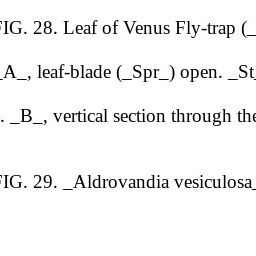 FIG. 28. Leaf of Venus Fly-trap (_
_A_, leaf-blade (_Spr_) open. _St_
. _B_, vertical section through the
FIG. 29. _Aldrovandia vesiculosa_